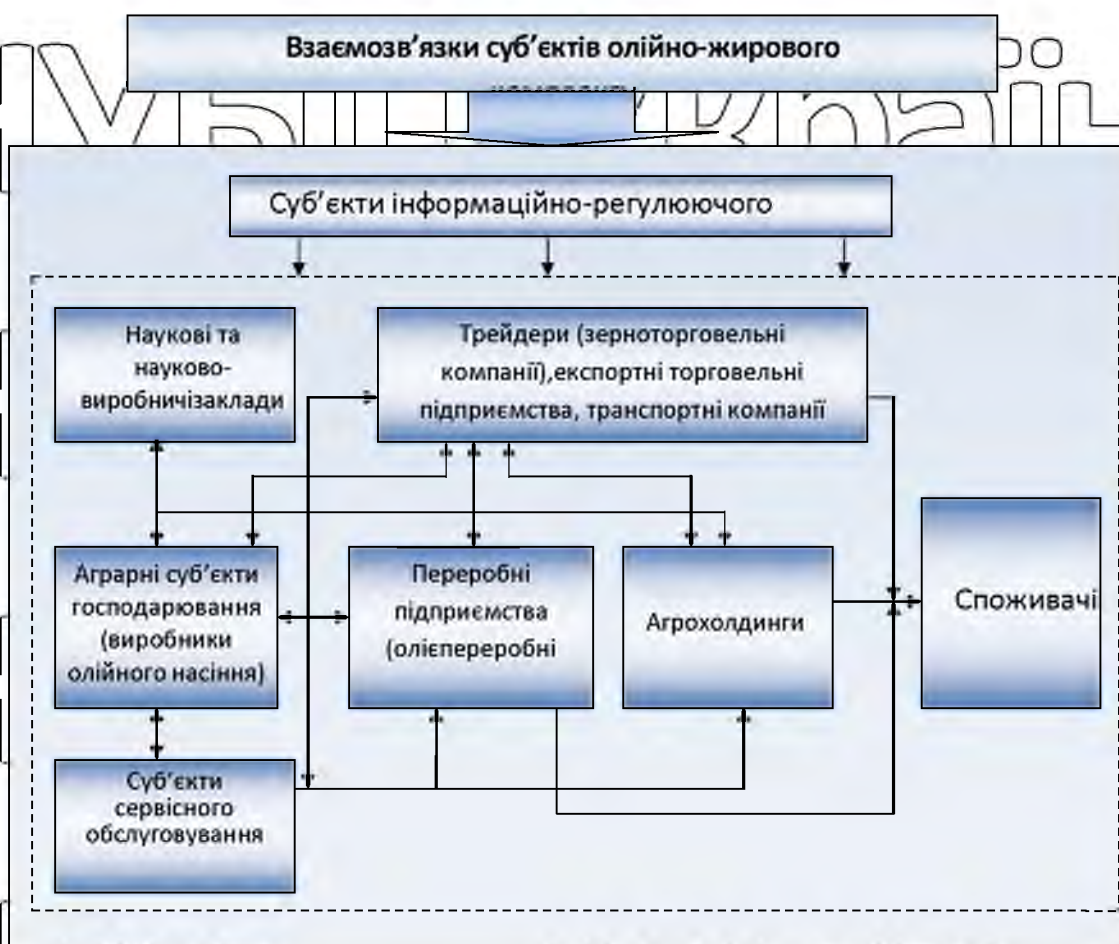 Взаємозв’язки суб’єктів олійно-жирового
Суб’єкти інформаційно-регулюючого
Наукові та
науково-
виробничізаклади
Трейдери (зерноторговельні
компанії),експортні торговельні
підприємства, транспортні компанії
Аграрні суб’єкти
господарювання
(виробники
олійного насіння)
Переробні
підприємства
(олієпереробні
Агрохолдинги
Споживачі
Суб’єкти
сервісного
обслуговування